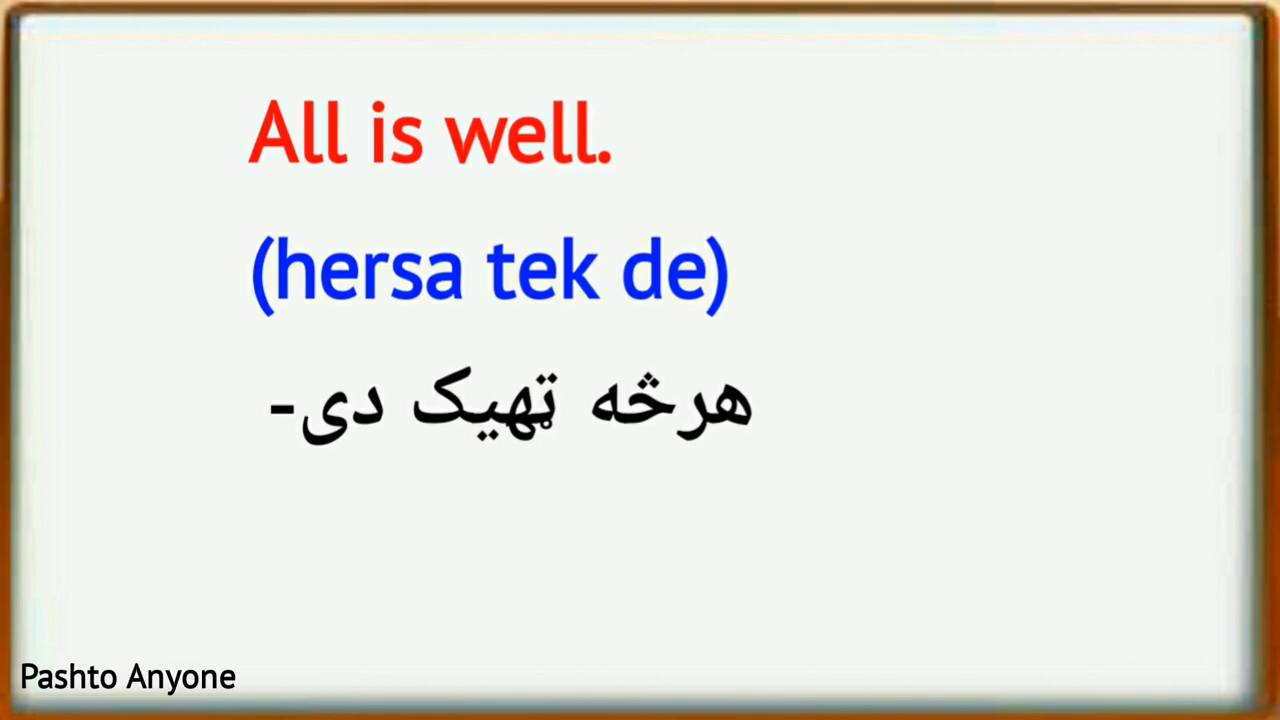 All is well.
(hersa tek de)
هرڅه ټهیک دی-
Pashto Anyone